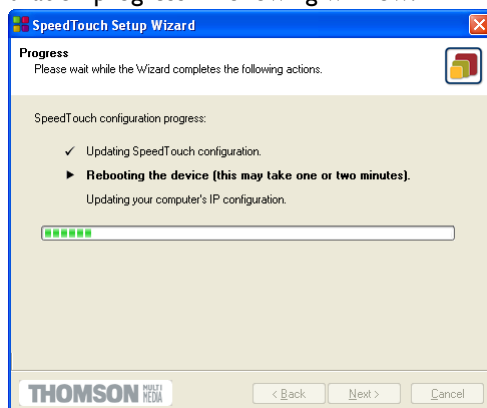 SpeedTouch Setup Wizard
Progress
Please wait while the Wizard completes the following actions.
SpeedTouch configuration progress:
✓ Updating SpeedTouch configuration.
► Rebooting the device (this may take one or two minutes).
Updating your computer's IP configuration.
THOMSON MULTI MEDIA
< Back Next > Cancel